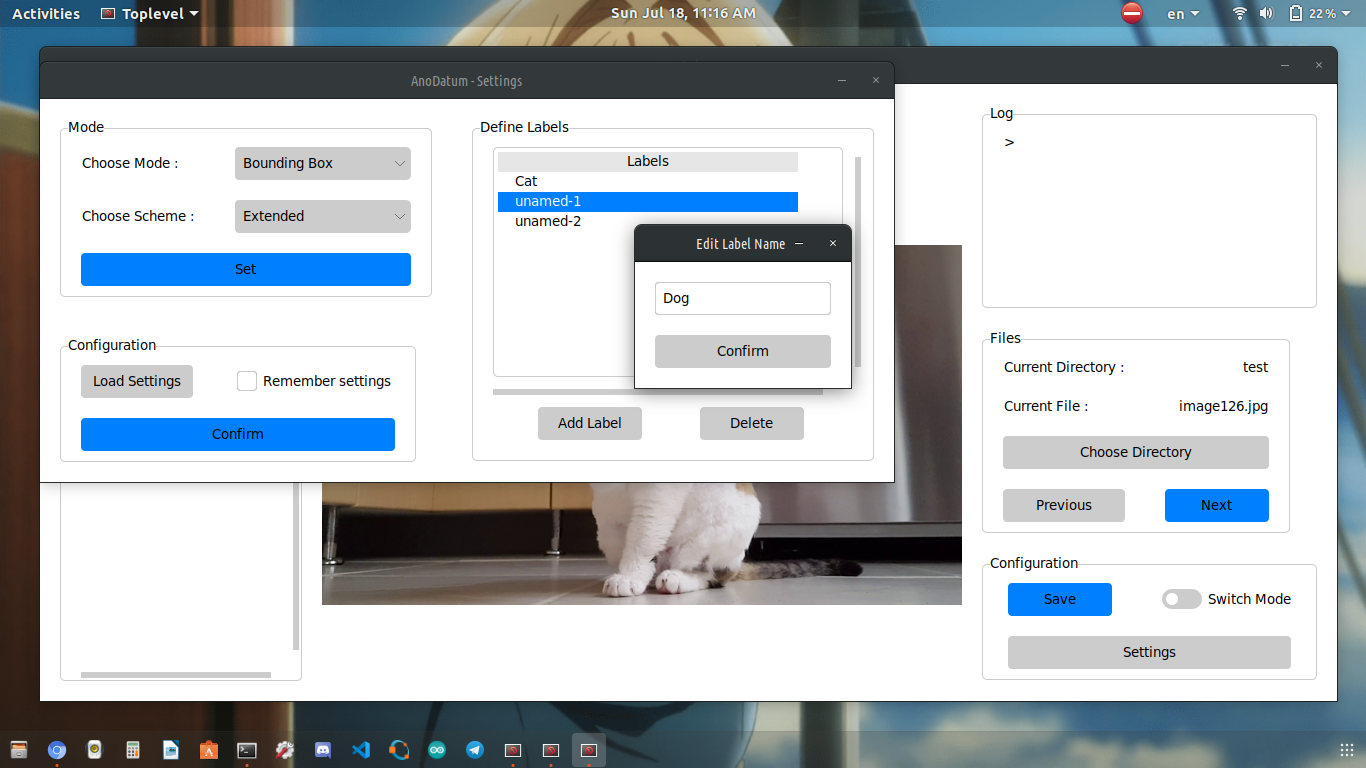 Activities
Toplevel
Sun Jul 18, 11:16 AM
en
22%
AnoDatum - Settings
Mode
Choose Mode :
Bounding Box
Choose Scheme :
Extended
Set
Configuration
Load Settings
Remember settings
Confirm
Define Labels
Labels
Cat
unamed-1
unamed-2
Add Label
Delete
Edit Label Name
Dog
Confirm
Log
>
Files
Current Directory :
test
Current File :
image126.jpg
Choose Directory
Previous
Next
Configuration
Save
Switch Mode
Settings